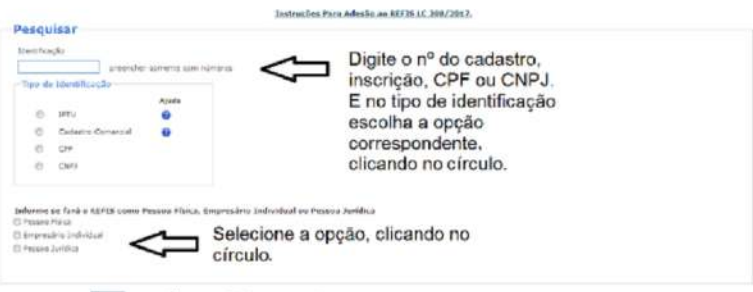 Instruções Para Adesão ao REFIS LC 308/2017.
Pesquisar
Identificação
preencher somente com números
Tipo de Identificação
Ajuda
IPTU
Cadastro Comercial
CPF
CNPJ
Digite o nº do cadastro,
inscrição, CPF ou CNPJ.
E no tipo de identificação
escolha a opção
correspondente,
clicando no círculo.
Informe se fará o REFIS como Pessoa Física, Empresário Individual ou Pessoa Jurídica
Pessoa Física
Empresário Individual
Pessoa Jurídica
Selecione a opção, clicando no
círculo.